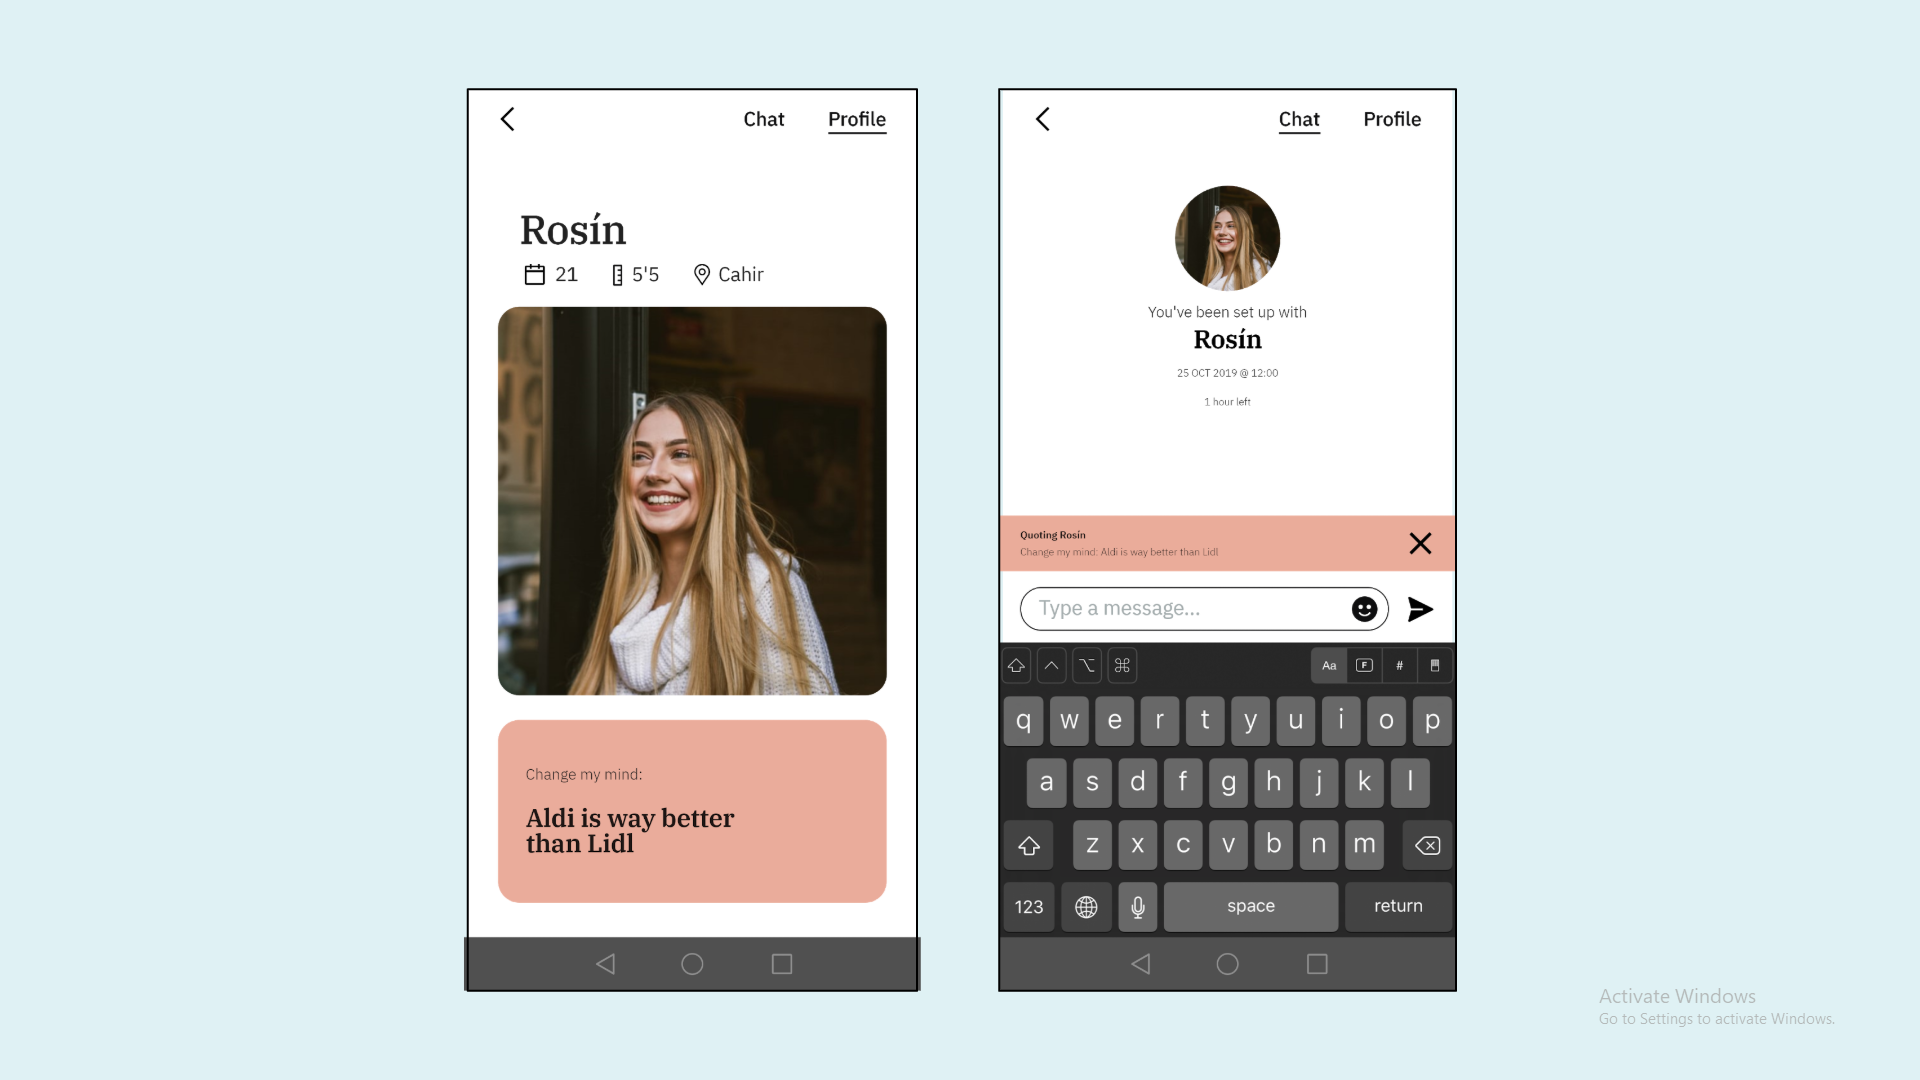 Chat Profile
Rosín
21 5'5 Cahir
Change my mind:
Aldi is way better
than Lidl
Chat Profile
You've been set up with
Rosín
25 OCT 2019 @ 12:00
1 hour left
Quoting Rosín
Change my mind: Aldi is way better than Lidl
Type a message...
Aa F #
q w e r t y u i o p
a s d f g h j k l
z x c v b n m
123 space return
Activate Windows
Go to Settings to activate Windows.